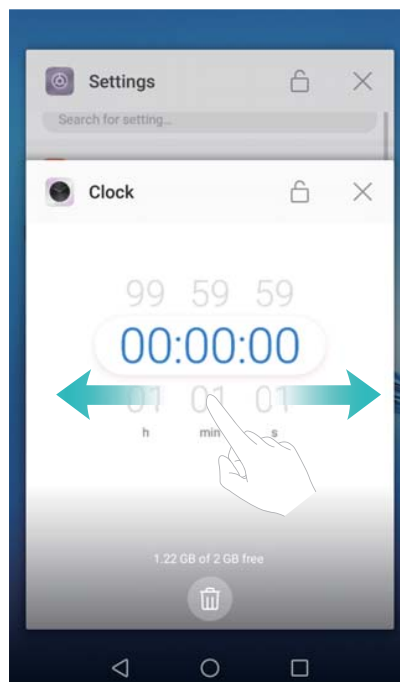 Settings
Search for setting...
Clock
99 59 59
00:00:00
01 01 01
h min s
1.22 GB of 2 GB free